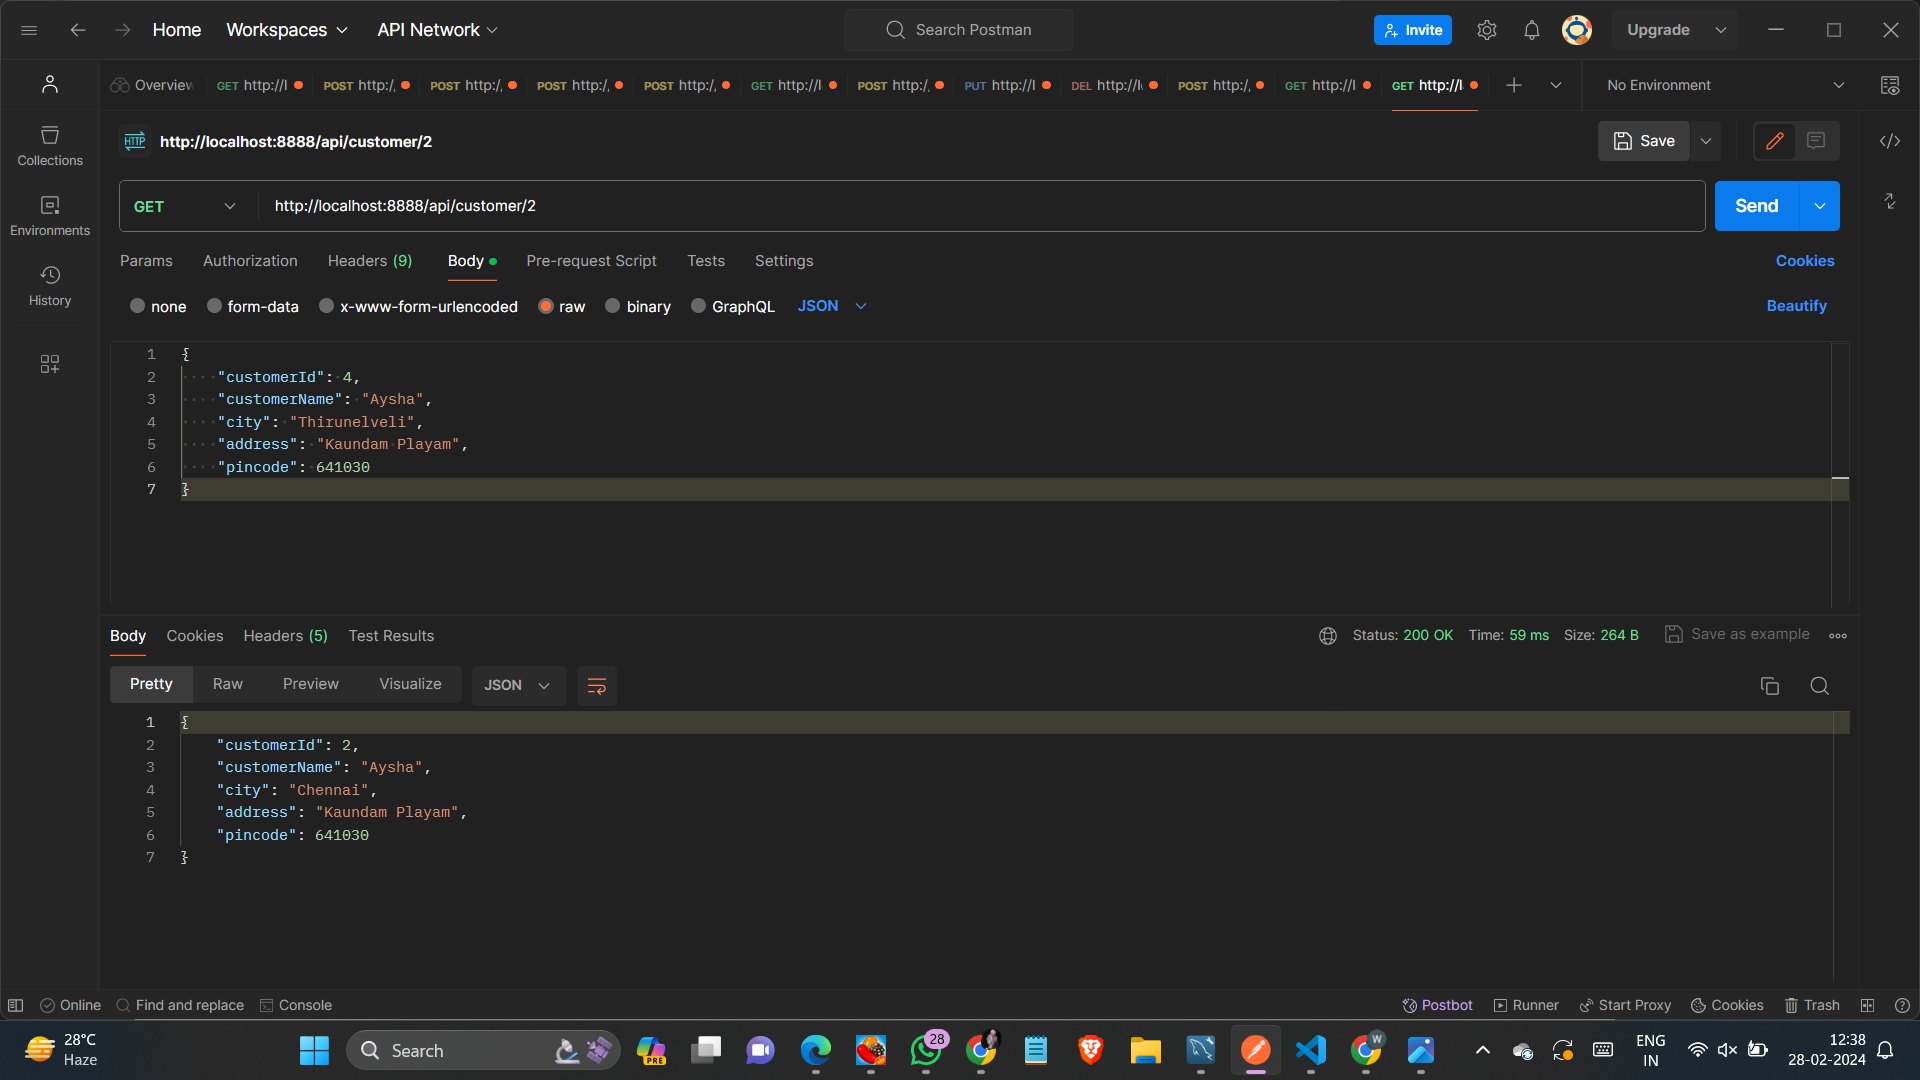 Home Workspaces API Network Search Postman Invite Upgrade
Overview GET http://l POST http:/, POST http:/, POST http:/, POST http:/, GET http://l POST http:/, PUT http://l DEL http://l POST http:/, GET http://l GET http://l No Environment
HTTP http://localhost:8888/api/customer/2 Save
GET http://localhost:8888/api/customer/2 Send
Collections
Environments
History
Params Authorization Headers (9) Body Pre-request Script Tests Settings Cookies
none form-data x-www-form-urlencoded raw binary GraphQL JSON Beautify
1 {
2 "customerId": 4,
3 "customerName": "Aysha",
4 "city": "Thirunelveli",
5 "address": "Kaundam Playam",
6 "pincode": 641030
7 }
Body Cookies Headers (5) Test Results Status: 200 OK Time: 59 ms Size: 264 B Save as example
Pretty Raw Preview Visualize JSON
1 {
2 "customerId": 2,
3 "customerName": "Aysha",
4 "city": "Chennai",
5 "address": "Kaundam Playam",
6 "pincode": 641030
7 }
Online Find and replace Console Postbot Runner Start Proxy Cookies Trash
28°C
Haze
Search
PRE
28
W
ENG
IN
12:38
28-02-2024